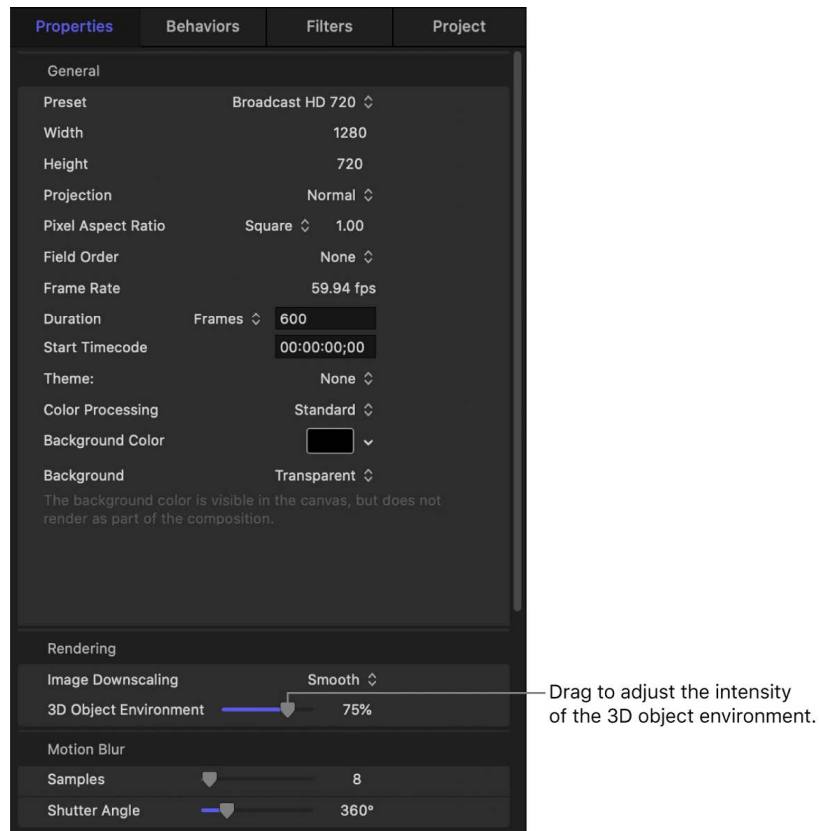 Properties Behaviors Filters Project
General
Preset Broadcast HD 720
Width 1280
Height 720
Projection Normal
Pixel Aspect Ratio Square 1.00
Field Order None
Frame Rate 59.94 fps
Duration Frames 600
Start Timecode 00:00:00;00
Theme: None
Color Processing Standard
Background Color
Background Transparent
The background color is visible in the canvas, but does not
render as part of the composition.
Rendering
Image Downscaling Smooth
3D Object Environment 75%
Drag to adjust the intensity
of the 3D object environment.
Motion Blur
Samples 8
Shutter Angle 360°